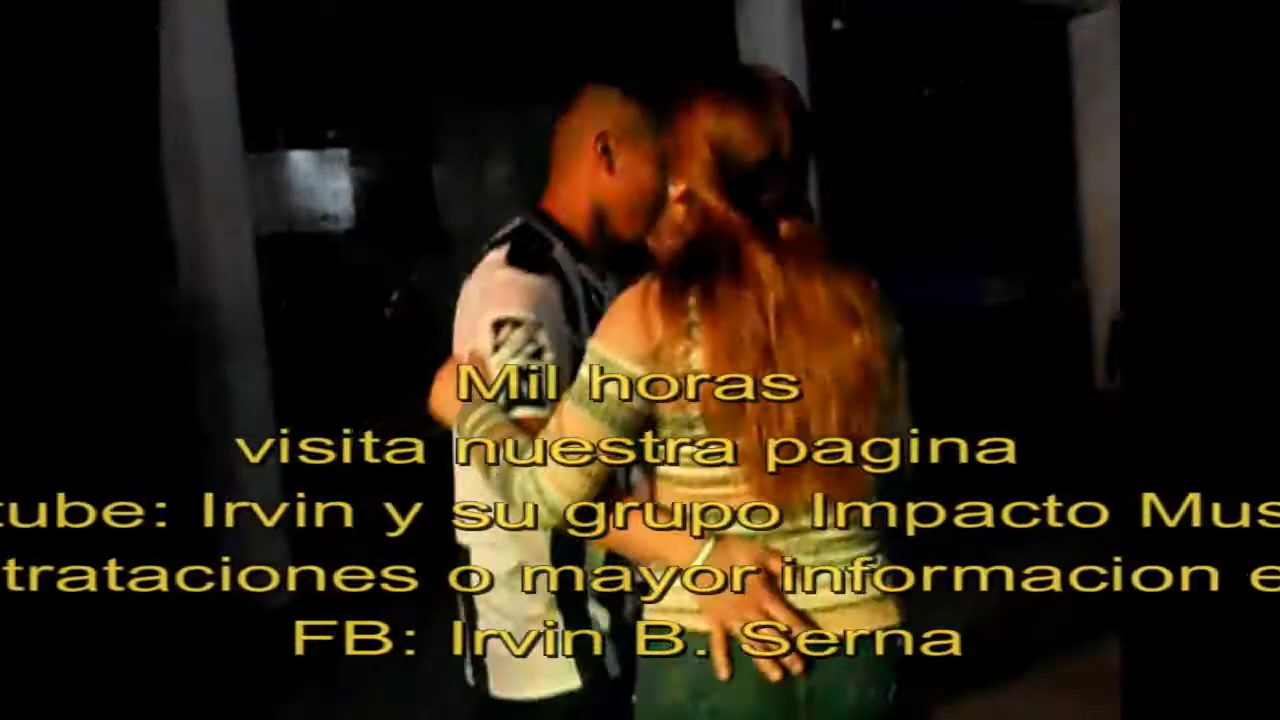 Mil horas
visita nuestra pagina
tube: Irvin y su grupo Impacto Mus
trataciones o mayor informacion e
FB: Irvin B. Serna